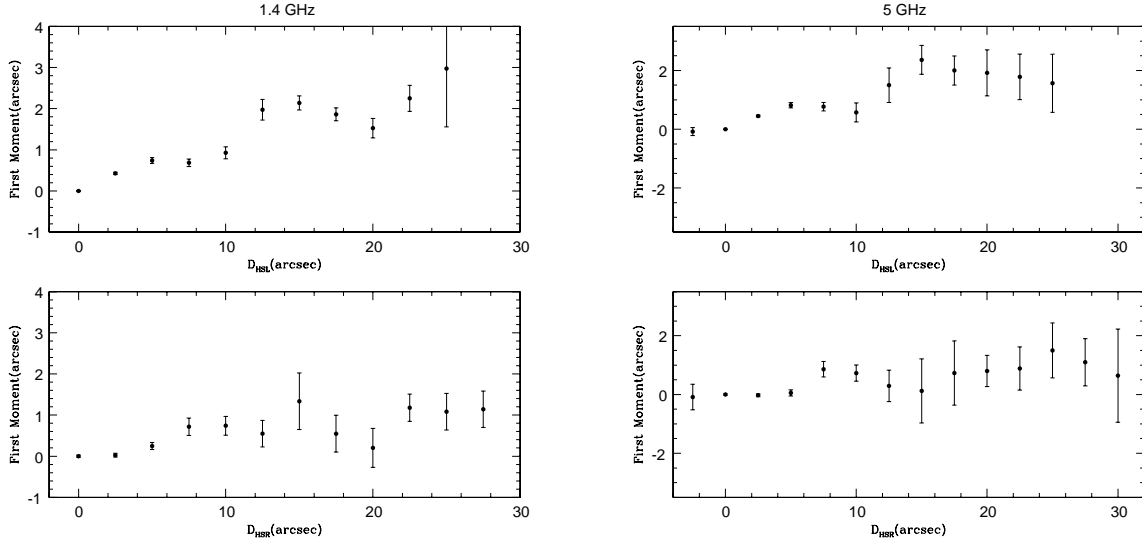 1.4 GHz
First Moment(arcsec)
4
3
2
1
0
-1
0 10 20 30
D_HSL(arcsec)
5 GHz
First Moment(arcsec)
2
0
-2
0 10 20 30
D_HSL(arcsec)
First Moment(arcsec)
4
3
2
1
0
-1
0 10 20 30
D_HSR(arcsec)
First Moment(arcsec)
2
0
-2
0 10 20 30
D_HSR(arcsec)